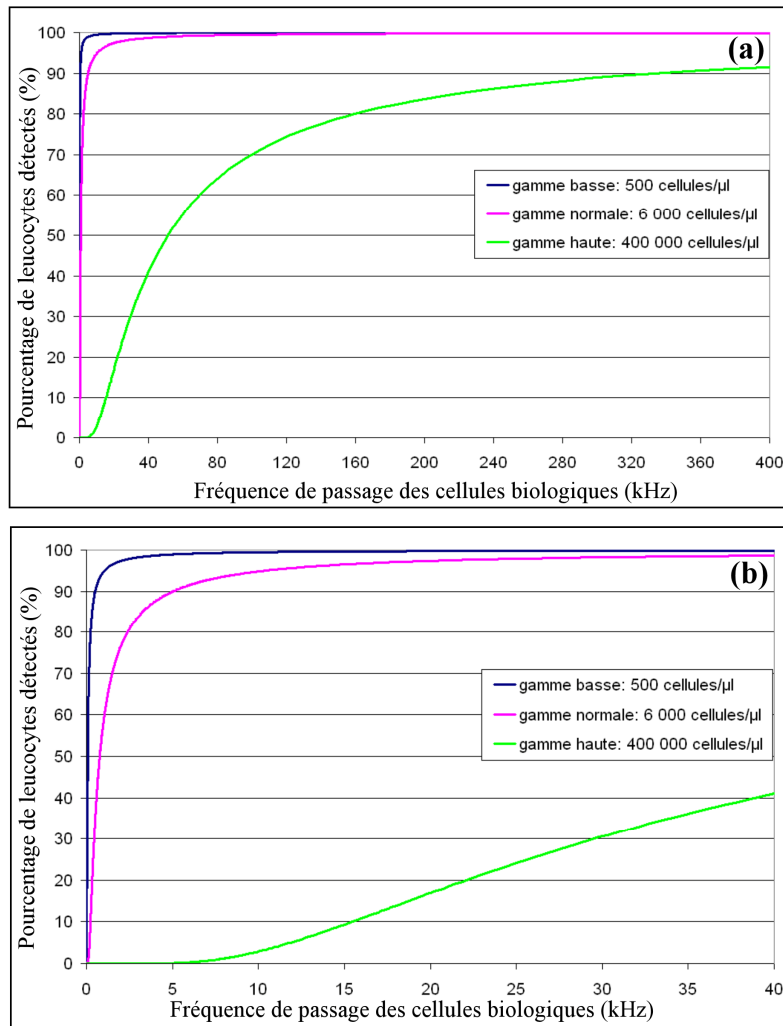 (a)
Pourcentage de leucocytes détectés (%)
100
90
80
70
60
50
40
30
20
10
0
gamme basse: 500 cellules/µl
gamme normale: 6 000 cellules/µl
gamme haute: 400 000 cellules/µl
0 40 80 120 160 200 240 280 320 360 400
Fréquence de passage des cellules biologiques (kHz)
(b)
Pourcentage de leucocytes détectés (%)
100
90
80
70
60
50
40
30
20
10
0
gamme basse: 500 cellules/µl
gamme normale: 6 000 cellules/µl
gamme haute: 400 000 cellules/µl
0 5 10 15 20 25 30 35 40
Fréquence de passage des cellules biologiques (kHz)